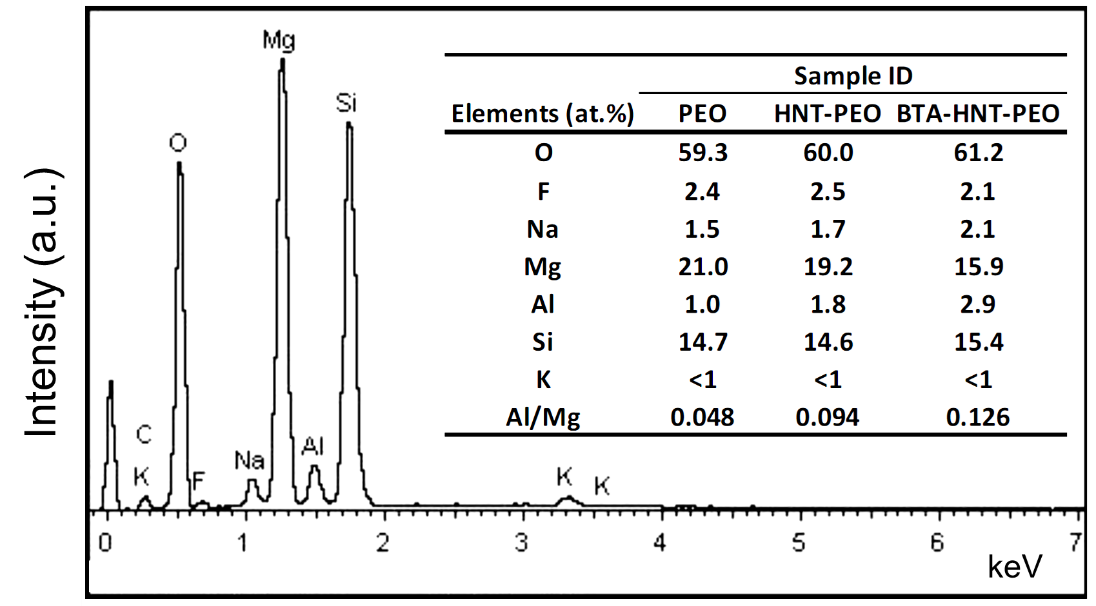 Mg
Si
O
C
K
F
Na
Al
K
K
Intensity (a.u.)
0 1 2 3 4 5 6 7
keV
Sample ID
Elements (at.%) PEO HNT-PEO BTA-HNT-PEO
O 59.3 60.0 61.2
F 2.4 2.5 2.1
Na 1.5 1.7 2.1
Mg 21.0 19.2 15.9
Al 1.0 1.8 2.9
Si 14.7 14.6 15.4
K <1 <1 <1
Al/Mg 0.048 0.094 0.126